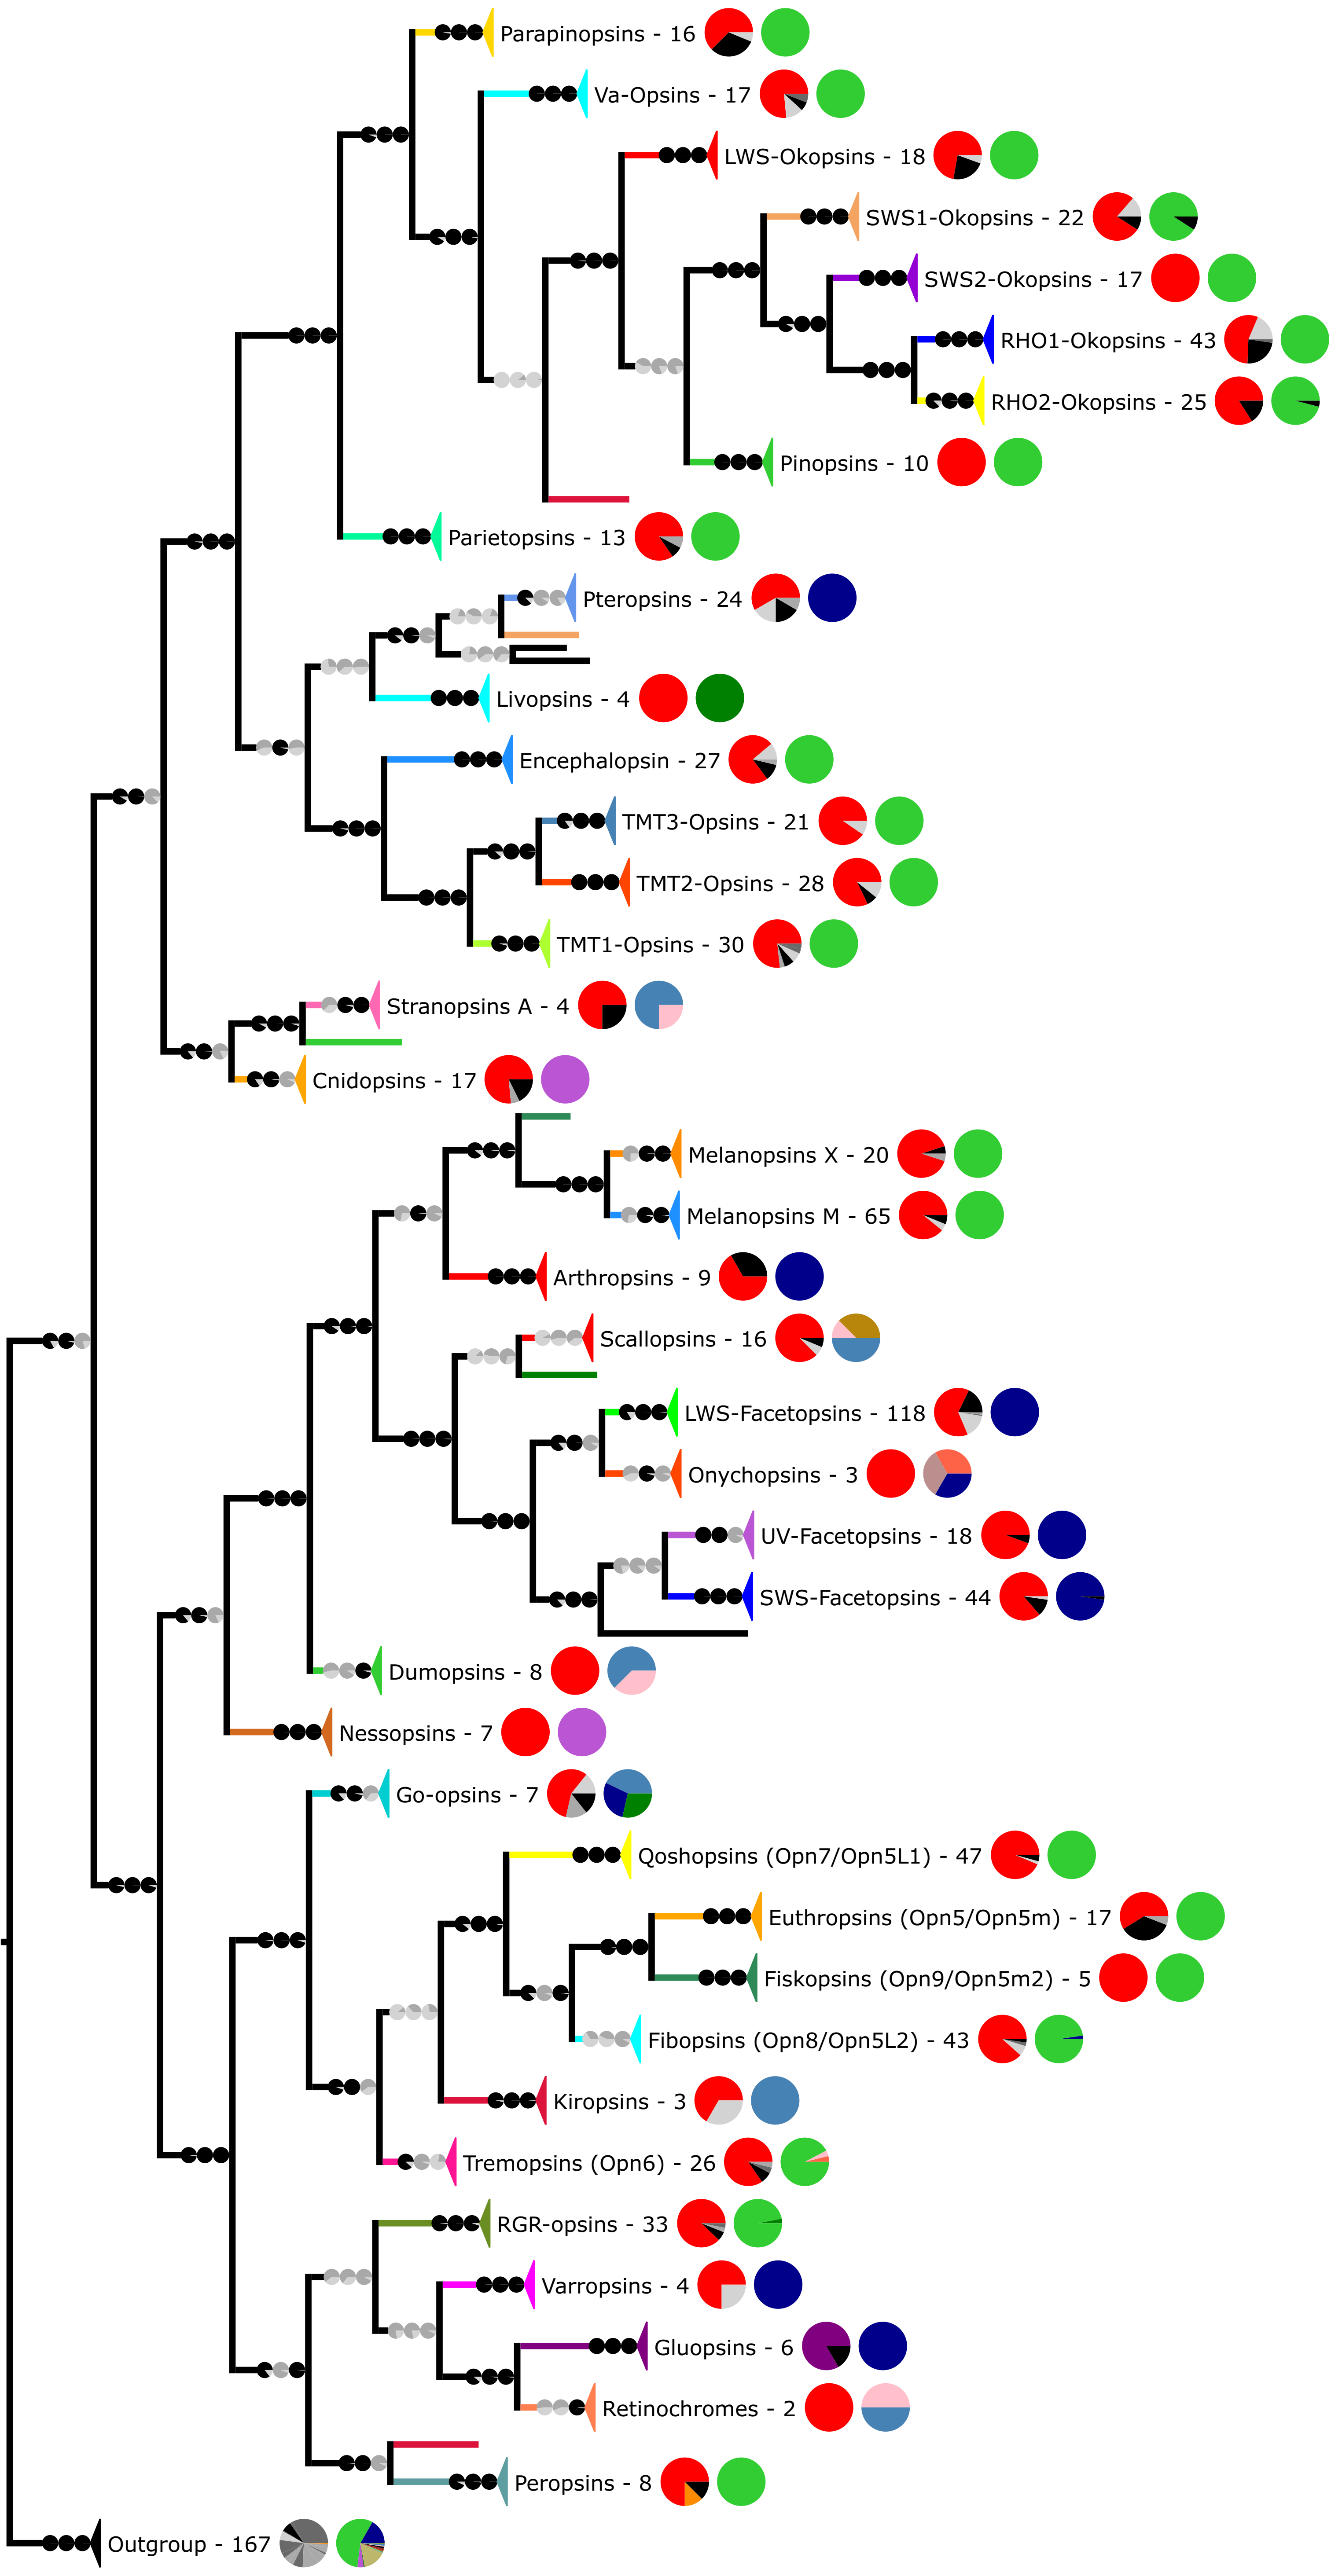 Parapinopsins - 16
Va-Opsins - 17
LWS-Okopsins - 18
SWS1-Okopsins - 22
SWS2-Okopsins - 17
RHO1-Okopsins - 43
RHO2-Okopsins - 25
Pinopsins - 10
Parietopsins - 13
Pteropsins - 24
Livopsins - 4
Encephalopsin - 27
TMT3-Opsins - 21
TMT2-Opsins - 28
TMT1-Opsins - 30
Stranopsins A - 4
Cnidopsins - 17
Melanopsins X - 20
Melanopsins M - 65
Arthropsins - 9
Scallopsins - 16
LWS-Facetopsins - 118
Onychopsins - 3
UV-Facetopsins - 18
SWS-Facetopsins - 44
Dumopsins - 8
Nessopsins - 7
Go-opsins - 7
Qoshopsins (Opn7/Opn5L1) - 47
Euthropsins (Opn5/Opn5m) - 17
Fiskopsins (Opn9/Opn5m2) - 5
Fibopsins (Opn8/Opn5L2) - 43
Kiropsins - 3
Tremopsins (Opn6) - 26
RGR-opsins - 33
Varropsins - 4
Gluopsins - 6
Retinochromes - 2
Peropsins - 8
Outgroup - 167